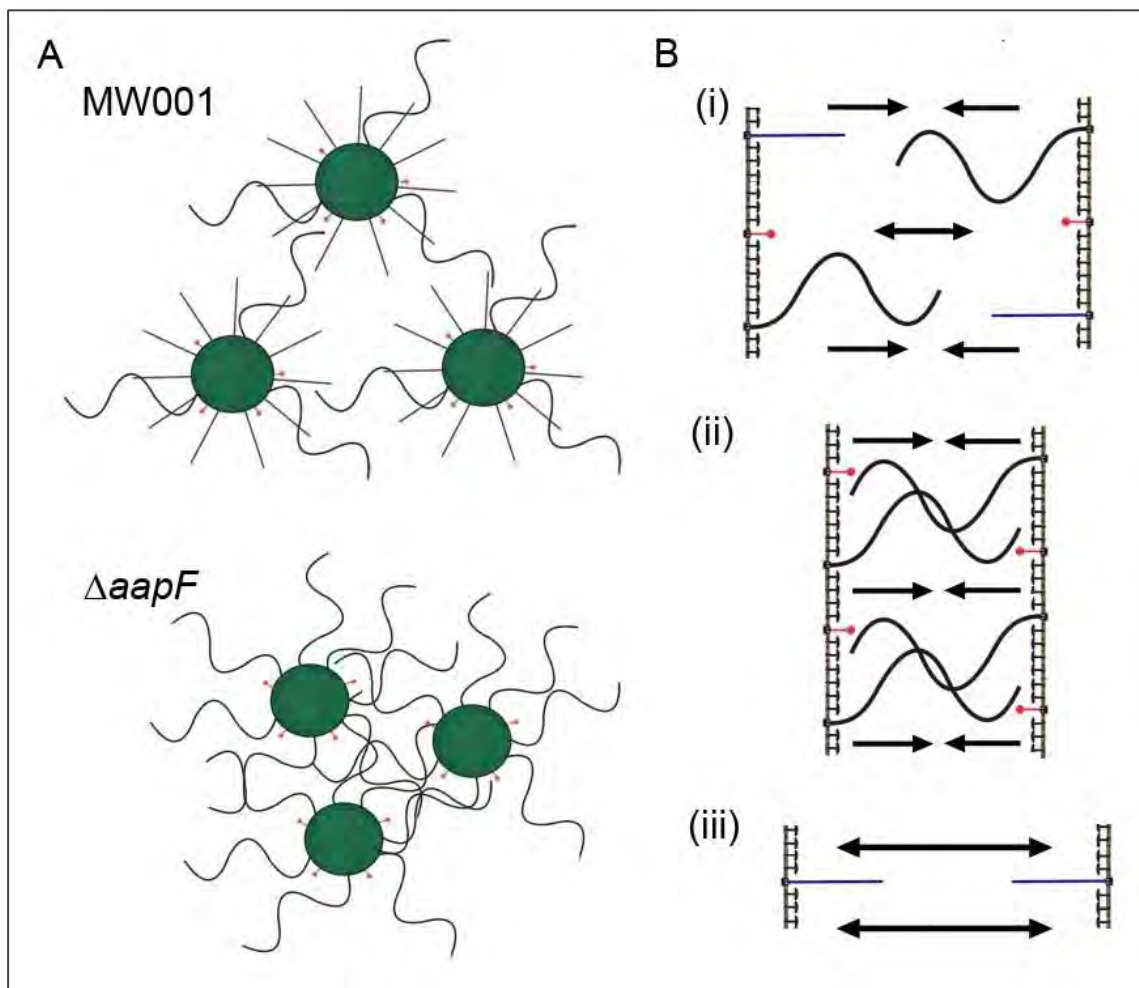 A
MW001
ΔaapF
B
(i)
(ii)
(iii)